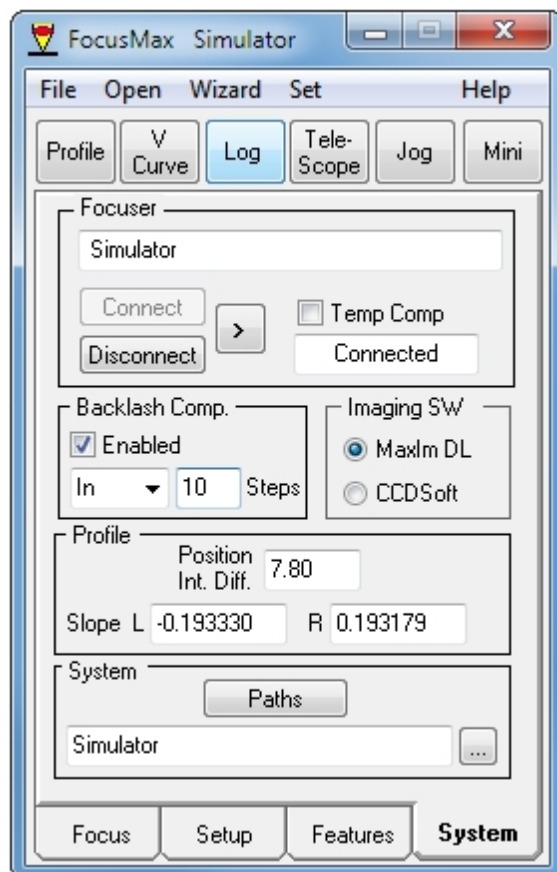 FocusMax Simulator
File Open Wizard Set Help
Profile V Curve Log Tele-Scope Jog Mini
Focuser
Simulator
Connect > Temp Comp
Disconnect Connected
Backlash Comp. Imaging SW
Enabled MaxIm DL
In 10 Steps CCDSoft
Profile
Position
Int. Diff. 7.80
Slope L -0.193330 R 0.193179
System
Paths
Simulator ...
Focus Setup Features System